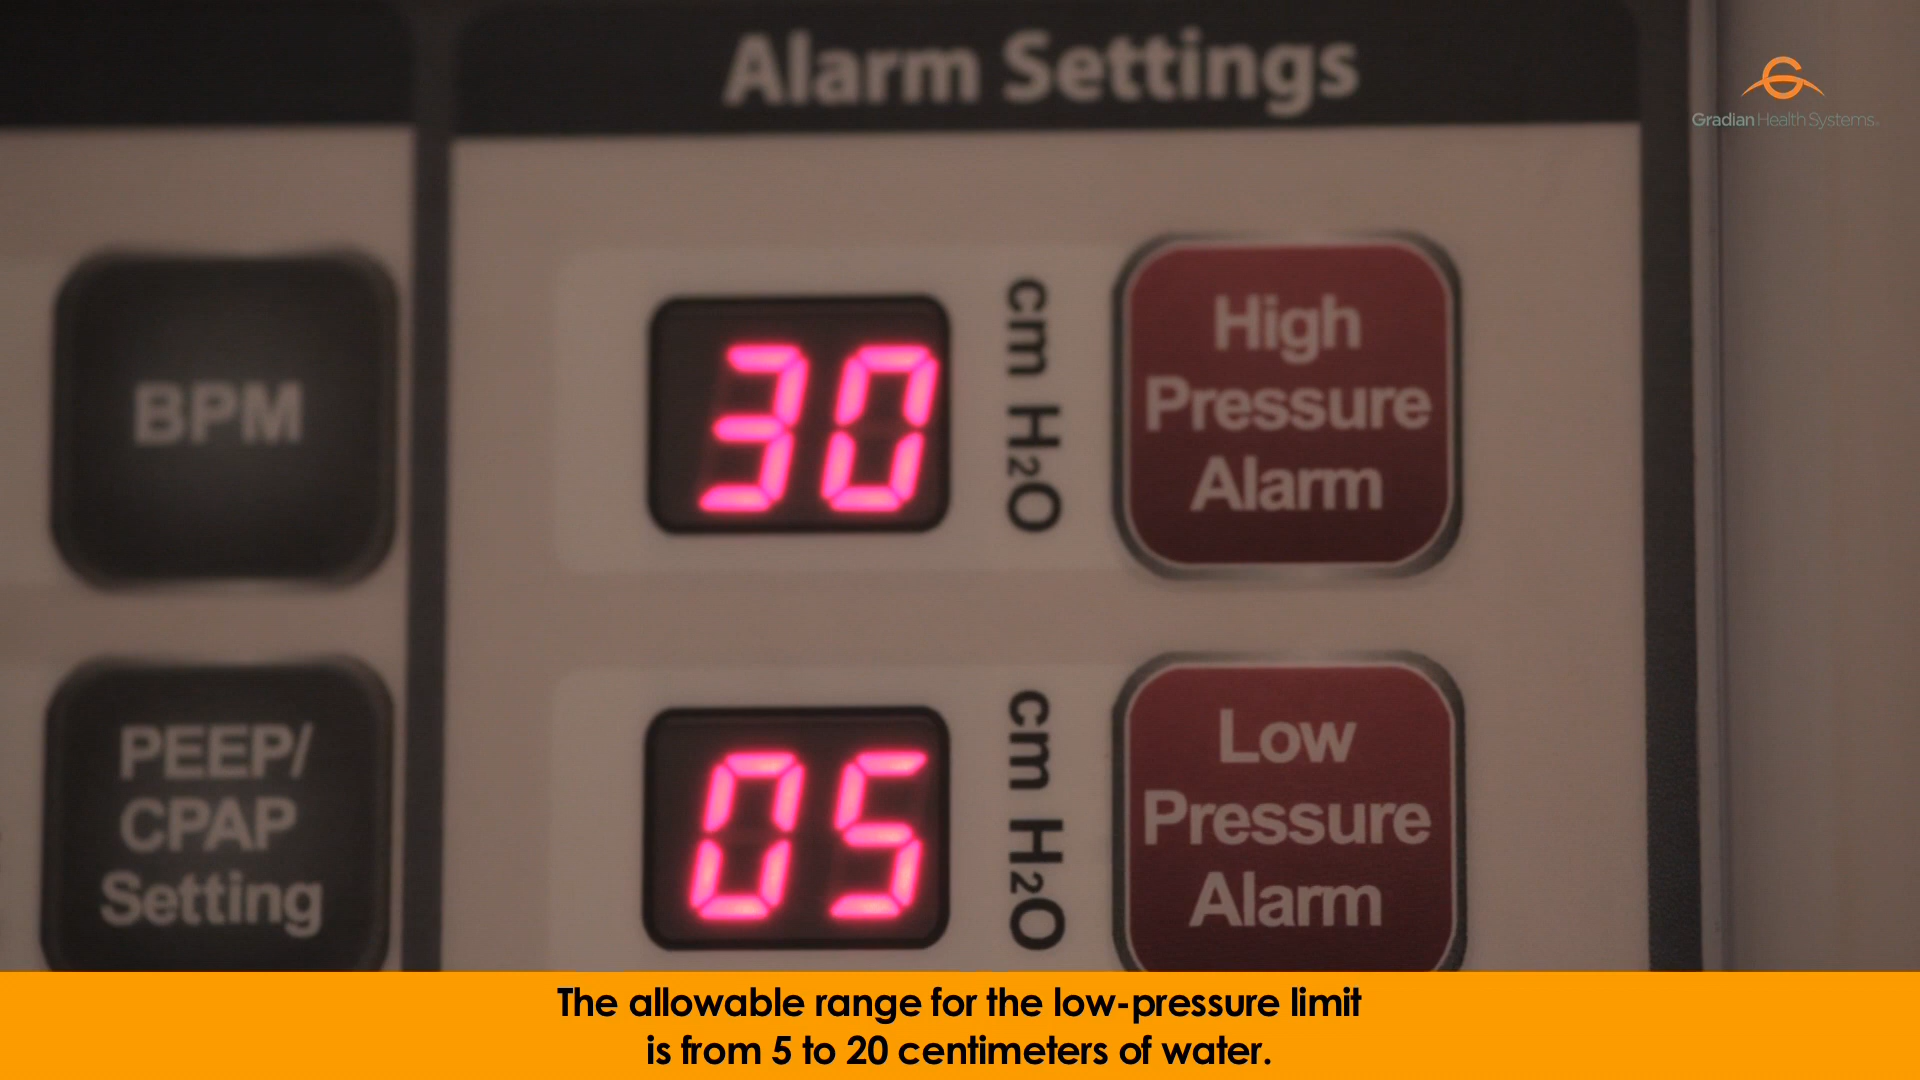 Alarm Settings
Gradian Health Systems
BPM
30
cm H₂O
High
Pressure
Alarm
PEEP/
CPAP
Setting
05
cm H₂O
Low
Pressure
Alarm
The allowable range for the low-pressure limit
is from 5 to 20 centimeters of water.